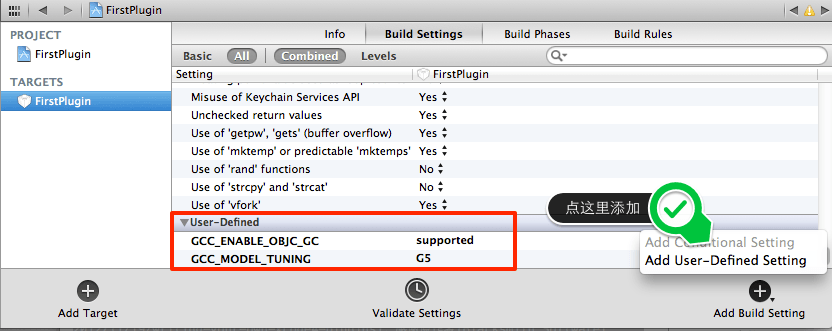 FirstPlugin
PROJECT
FirstPlugin
TARGETS
FirstPlugin
Info Build Settings Build Phases Build Rules
Basic All Combined Levels
Setting FirstPlugin
Misuse of Keychain Services API Yes
Unchecked return values Yes
Use of 'getpw', 'gets' (buffer overflow) Yes
Use of 'mktemp' or predictable 'mktemps' Yes
Use of 'rand' functions No
Use of 'strcpy' and 'strcat' No
Use of 'vfork' Yes
点这里添加
User-Defined
GCC_ENABLE_OBJC_GC supported
GCC_MODEL_TUNING G5
Add Conditional Setting
Add User-Defined Setting
Add Target Validate Settings Add Build Setting